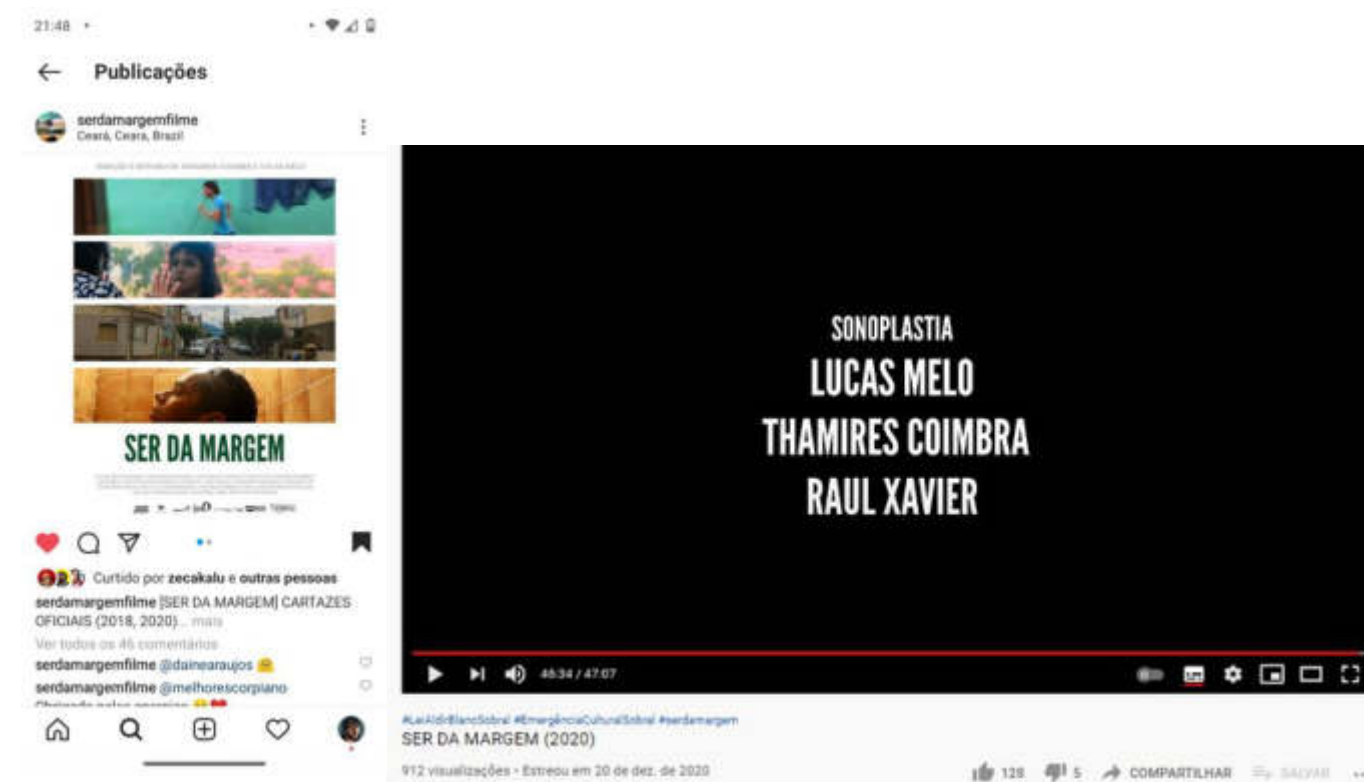 21:48
Publicações
serdamargemfilme
Ceará, Ceara, Brazil
SER DA MARGEM
Curtido por zecakalu e outras pessoas
serdamargemfilme [SER DA MARGEM] CARTAZES
OFICIAIS (2018, 2020)... mais
Ver todos os 46 comentários
serdamargemfilme @dainearaujos
serdamargemfilme @melhorescorpiano
SONOPLASTIA
LUCAS MELO
THAMIRES COIMBRA
RAUL XAVIER
46:34 / 47:07
#LeiAldirBlancSobral #EmergênciaCulturalSobral #serdamargem
SER DA MARGEM (2020)
912 visualizações • Estreou em 20 de dez. de 2020
128
5
COMPARTILHAR
SALVAR